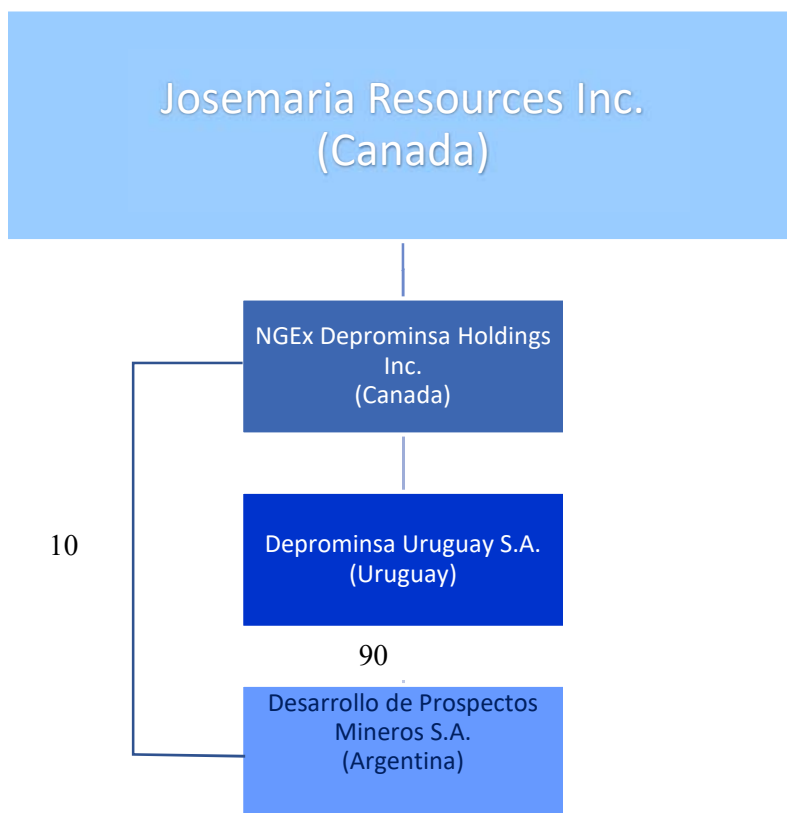 Josemaria Resources Inc.
(Canada)
NGEx Deprominsa Holdings
Inc.
(Canada)
10
Deprominsa Uruguay S.A.
(Uruguay)
90
Desarrollo de Prospectos
Mineros S.A.
(Argentina)